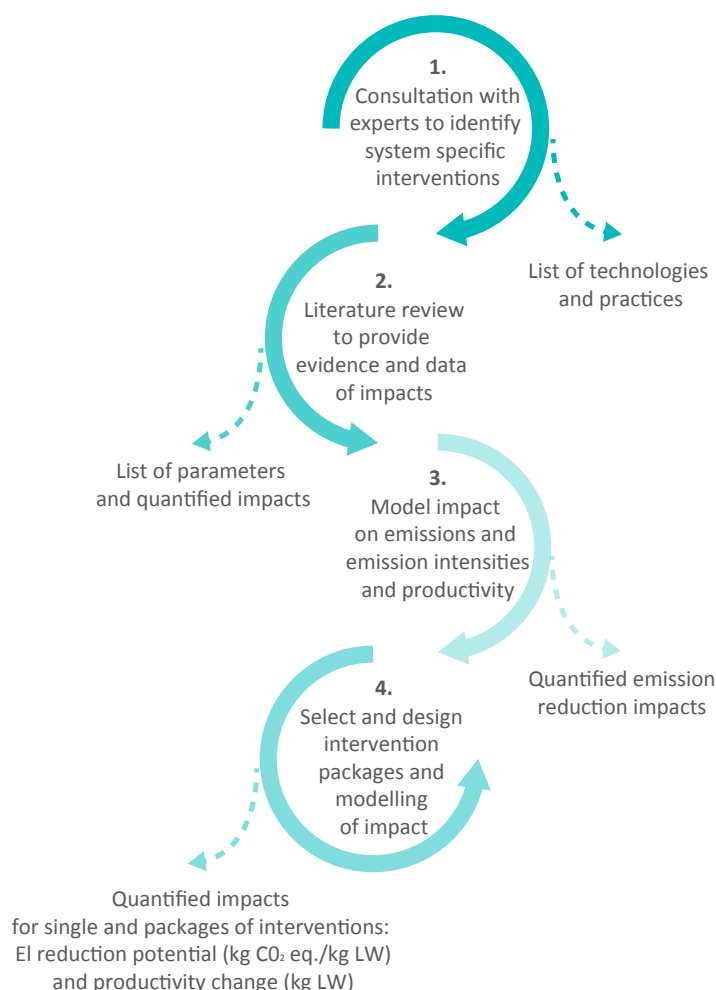 1.
Consultation with
experts to identify
system specific
interventions
List of technologies
and practices
2.
Literature review
to provide
evidence and data
of impacts
List of parameters
and quantified impacts
3.
Model impact
on emissions and
emission intensities
and productivity
Quantified emission
reduction impacts
4.
Select and design
intervention
packages and
modelling
of impact
Quantified impacts
for single and packages of interventions:
EI reduction potential (kg C0₂ eq./kg LW)
and productivity change (kg LW)